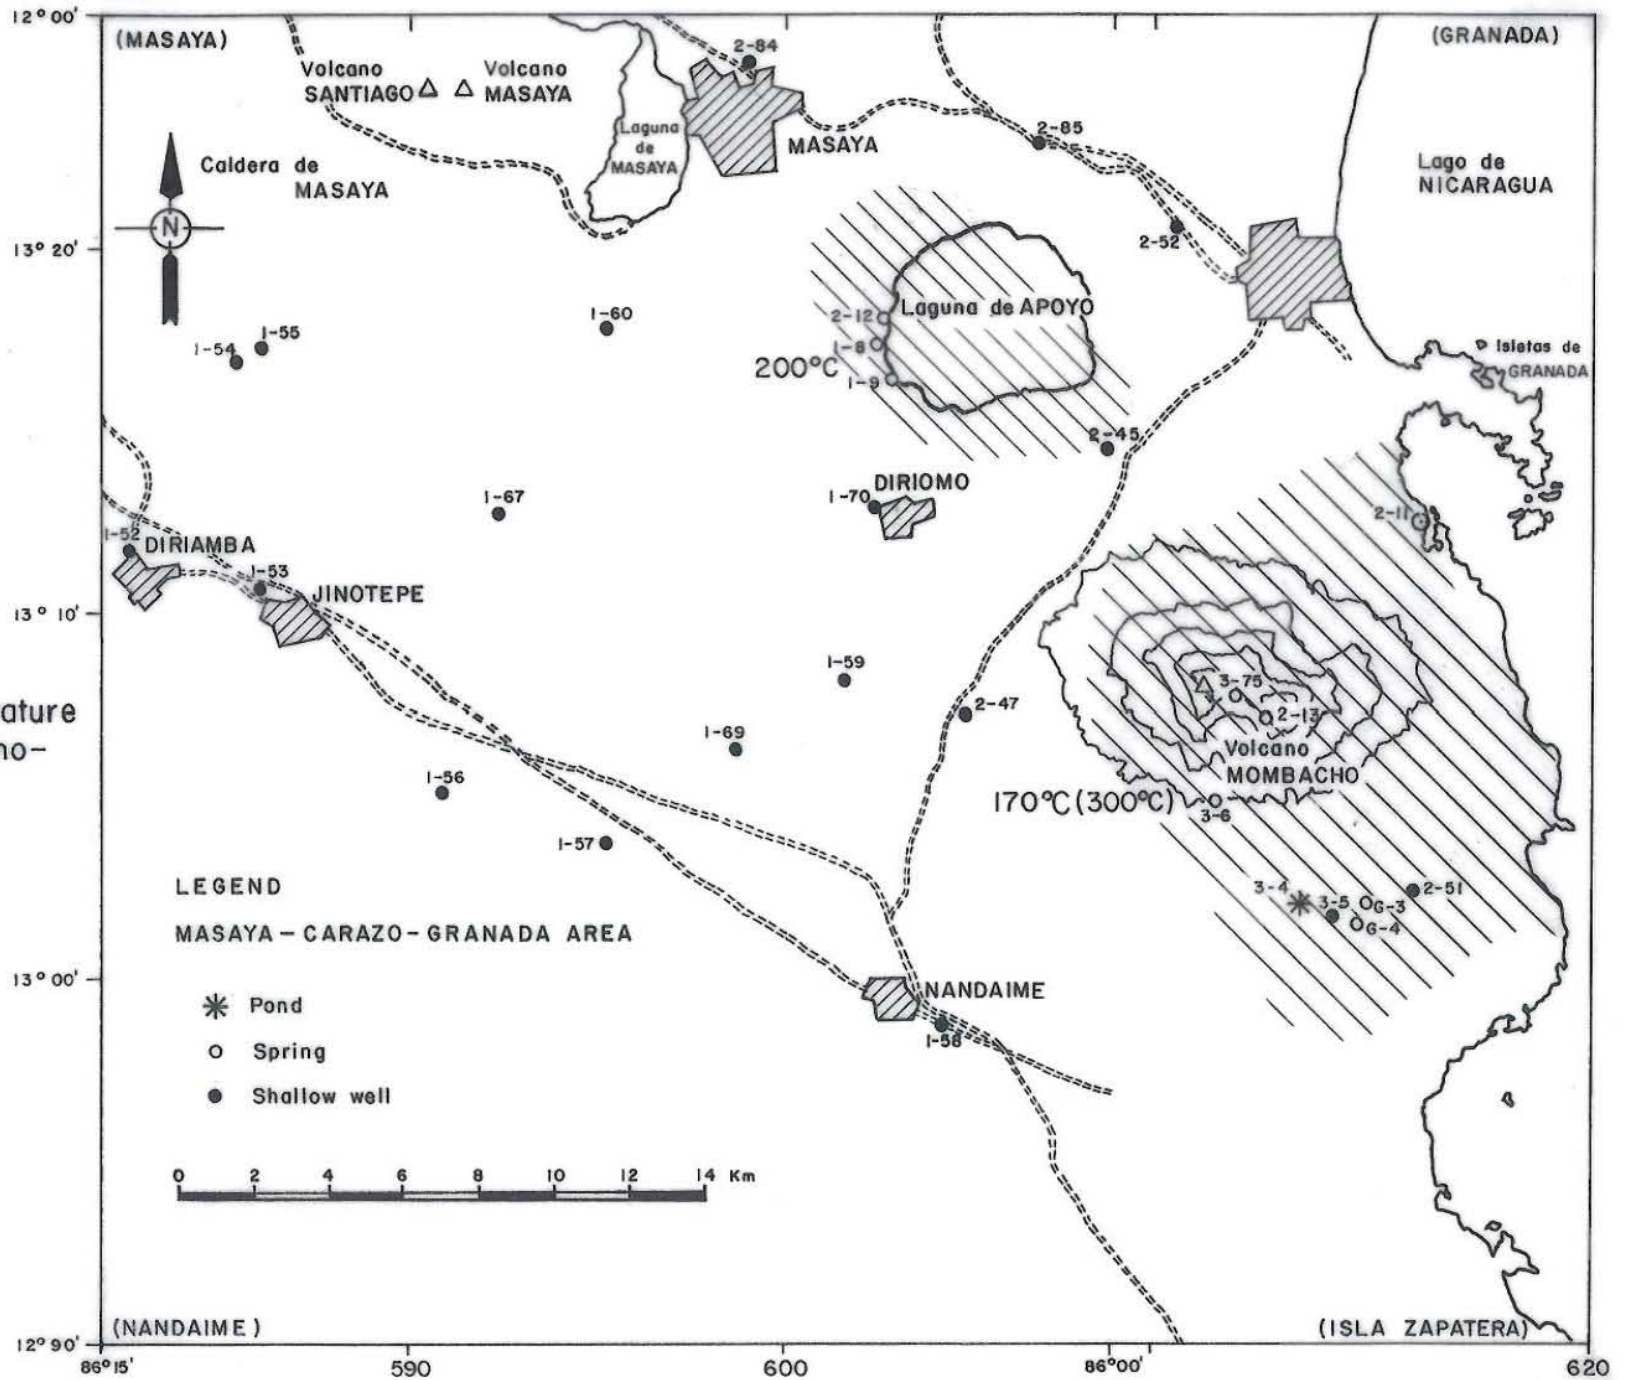 12° 00'
(MASAYA)
(GRANADA)
2-84
Volcano
SANTIAGO
Volcano
MASAYA
Laguna
de
MASAYA
MASAYA
2-85
Caldera de
MASAYA
Lago de
NICARAGUA
N
2-52
13° 20'
1-60
Laguna de APOYO
2-12
1-8
1-9
200°C
1-55
1-54
Isletas de
GRANADA
2-45
1-67
DIRIOMO
1-70
2-11
1-52
DIRIAMBA
1-53
JINOTEPE
13° 10'
1-59
3-75
2-13
2-47
ature
no-
1-69
Volcano
MOMBACHO
1-56
170°C (300°C)
3-6
1-57
LEGEND
3-4
3-5
G-3
G-4
2-51
MASAYA - CARAZO - GRANADA AREA
13° 00'
NANDAIME
Pond
1-58
Spring
Shallow well
0 2 4 6 8 10 12 14 Km
(NANDAIME)
(ISLA ZAPATERA)
12° 90'
86° 15'
590
600
86° 00'
620